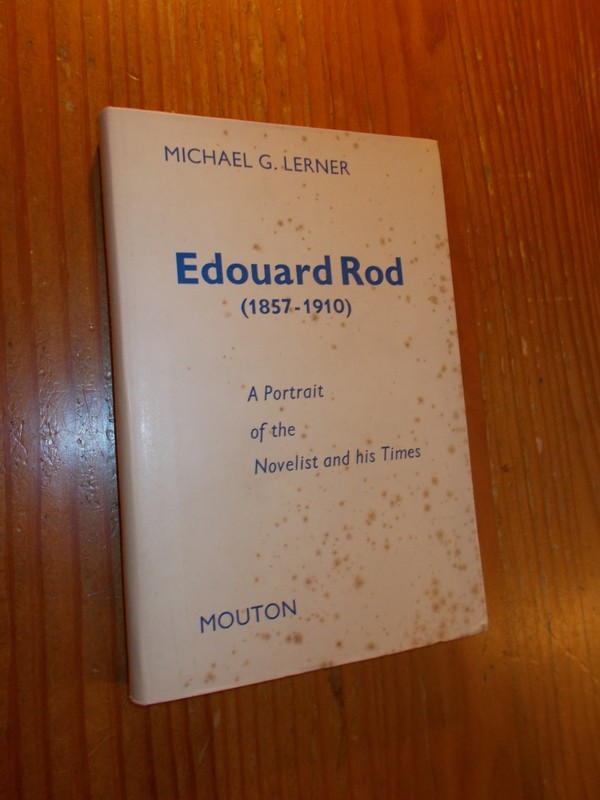 MICHAEL G. LERNER
Edouard Rod
(1857-1910)
A Portrait
of the
Novelist and his Times
MOUTON